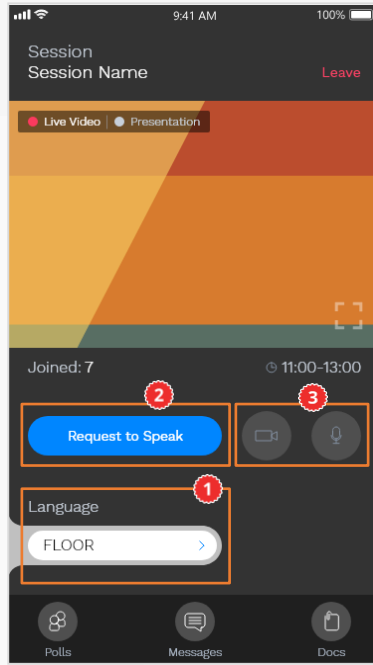 9:41 AM 100%
Session
Session Name
Leave
Live Video Presentation
Joined: 7 11:00-13:00
2
3
Request to Speak
1
Language
FLOOR
Polls Messages Docs